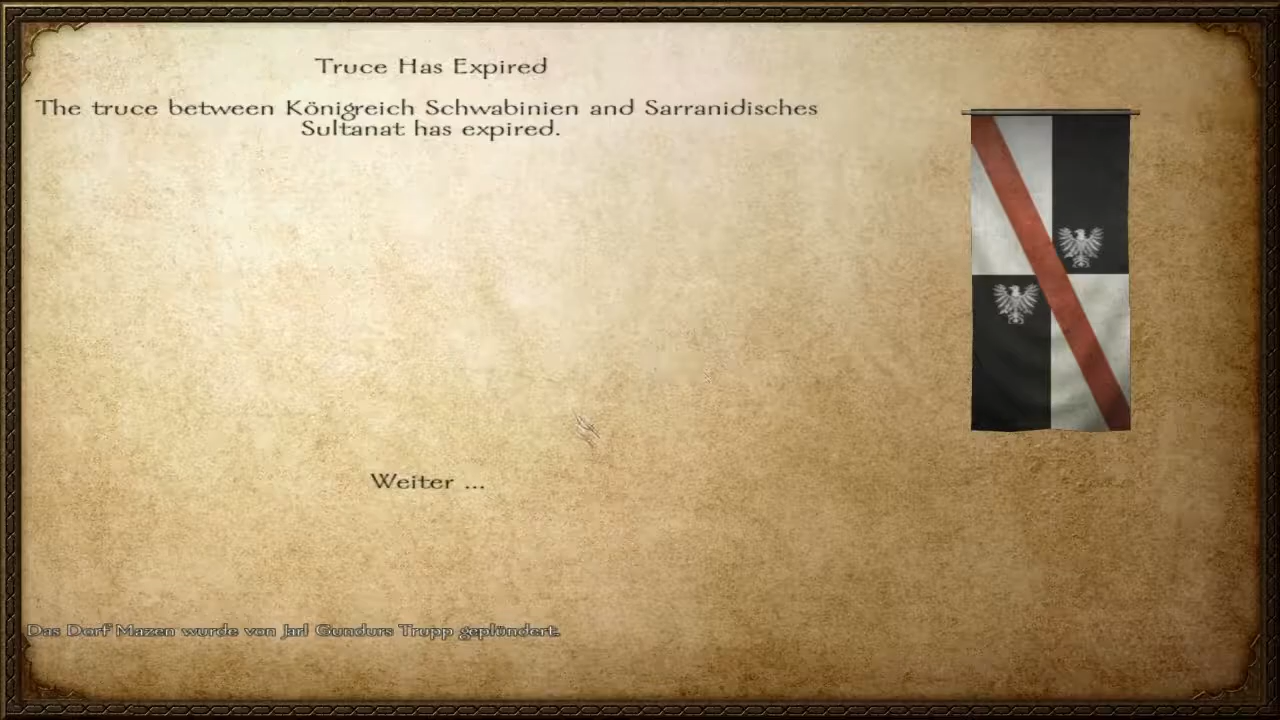 Truce Has Expired
The truce between Königreich Schwabinien and Sarranidisches
Sultanat has expired.
Weiter ...
Das Dorf Mazen wurde von Jarl Gundurs Trupp geplündert.